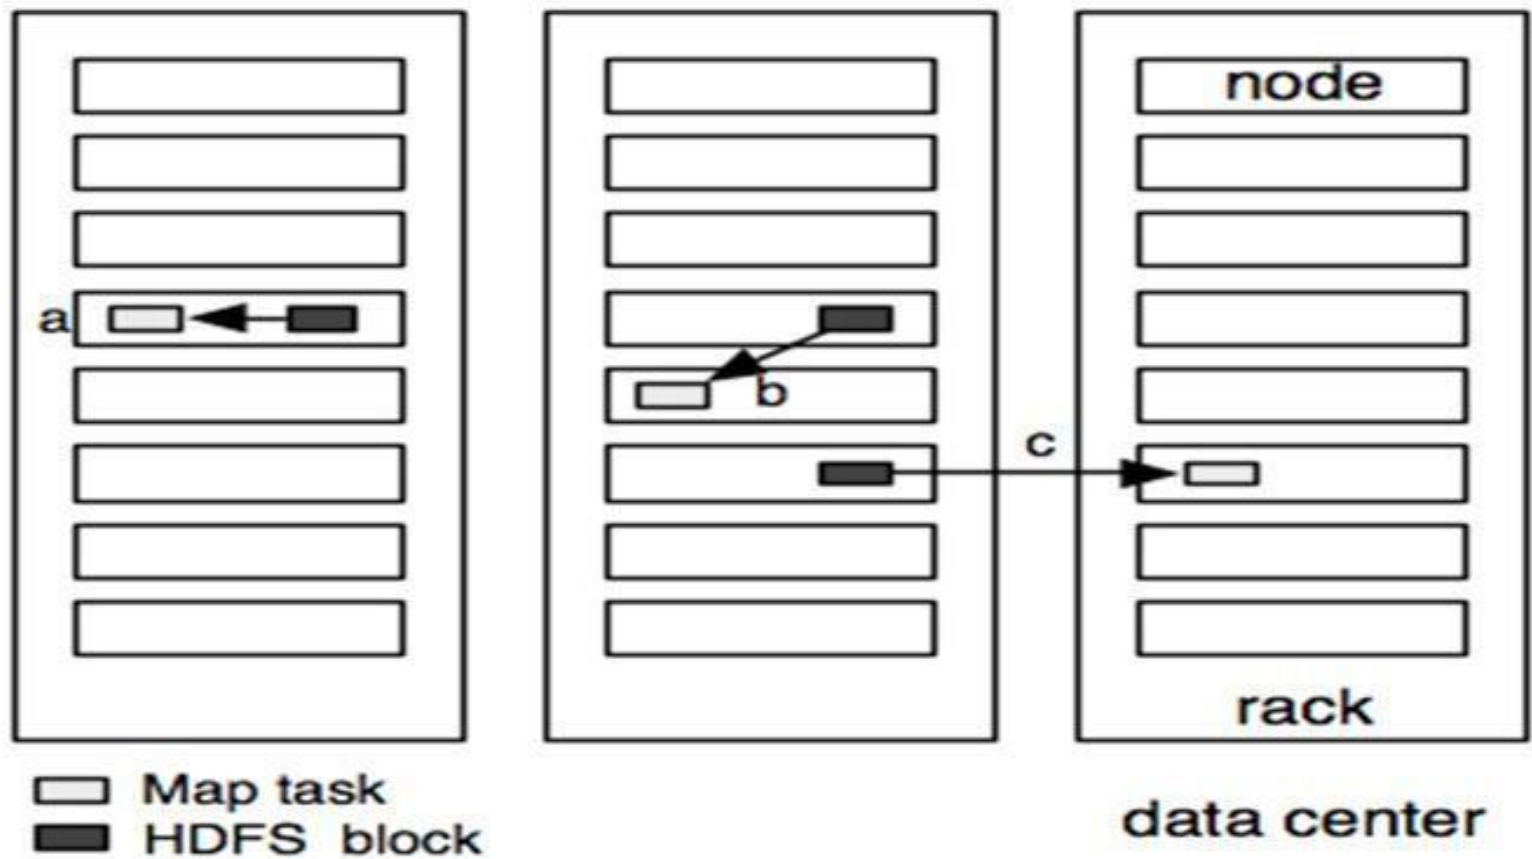 node
a
b
c
rack
Map task
HDFS block
data center